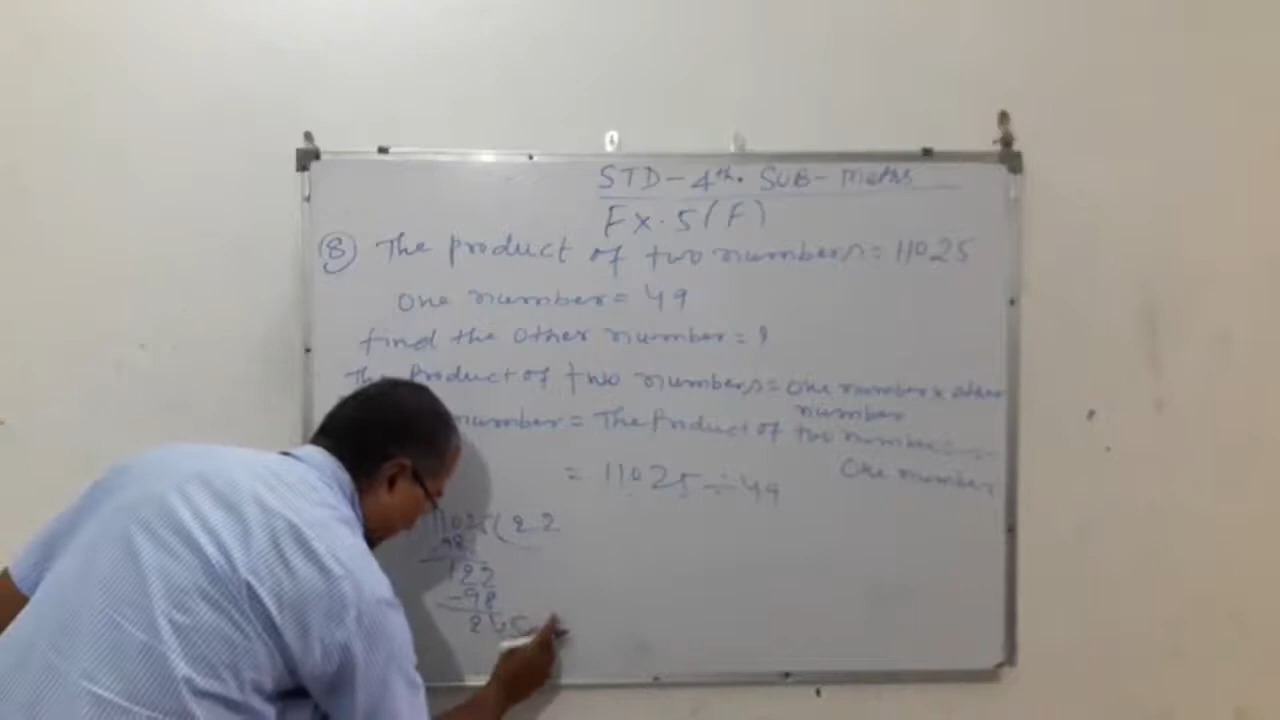 STD-4th. SUB- Maths
Ex.5(F)
8 The product of two numbers = 11025
One number = 49
find the other number = ?
The Product of two numbers = One number x other
number
number = The Product of two number ÷
One number
= 11025 ÷ 49
11025(22
98
122
-98
245